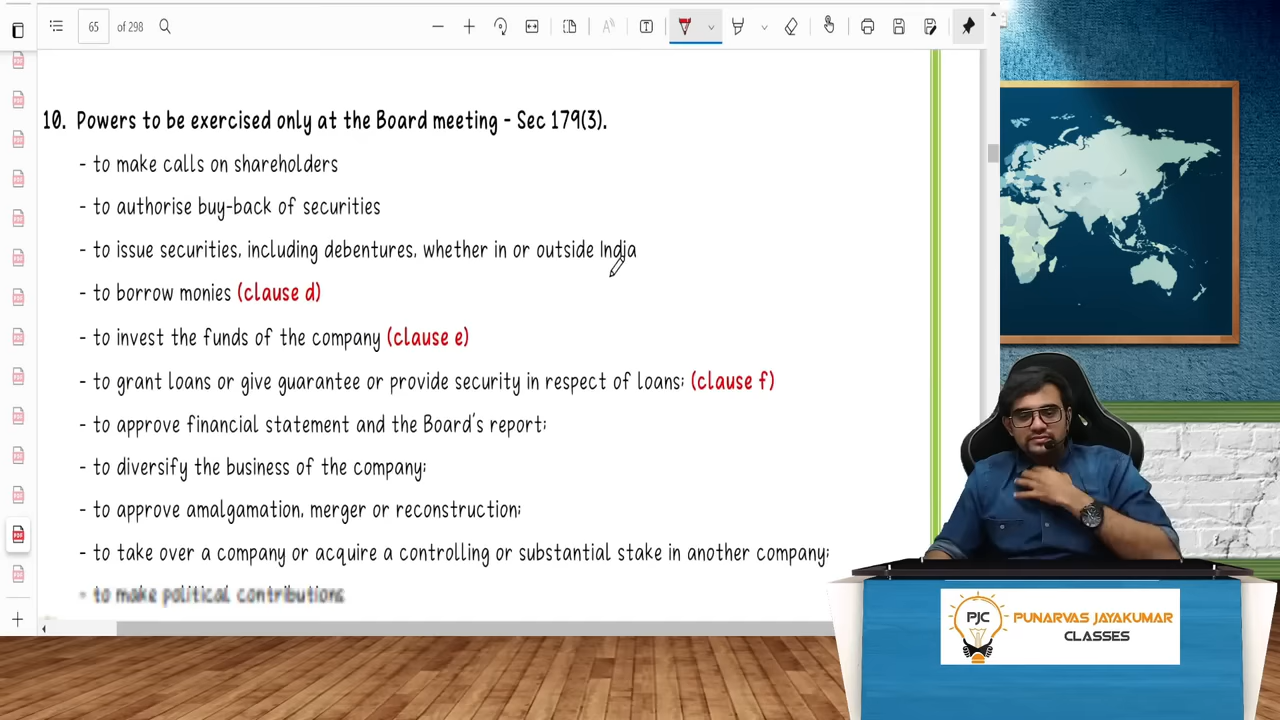 65 of 298
10. Powers to be exercised only at the Board meeting - Sec 179(3).
- to make calls on shareholders
- to authorise buy-back of securities
- to issue securities, including debentures, whether in or outside India
- to borrow monies (clause d)
- to invest the funds of the company (clause e)
- to grant loans or give guarantee or provide security in respect of loans; (clause f)
- to approve financial statement and the Board's report;
- to diversify the business of the company;
- to approve amalgamation, merger or reconstruction;
- to take over a company or acquire a controlling or substantial stake in another company;
- to make political contributions
PJC PUNARVAS JAYAKUMAR
CLASSES